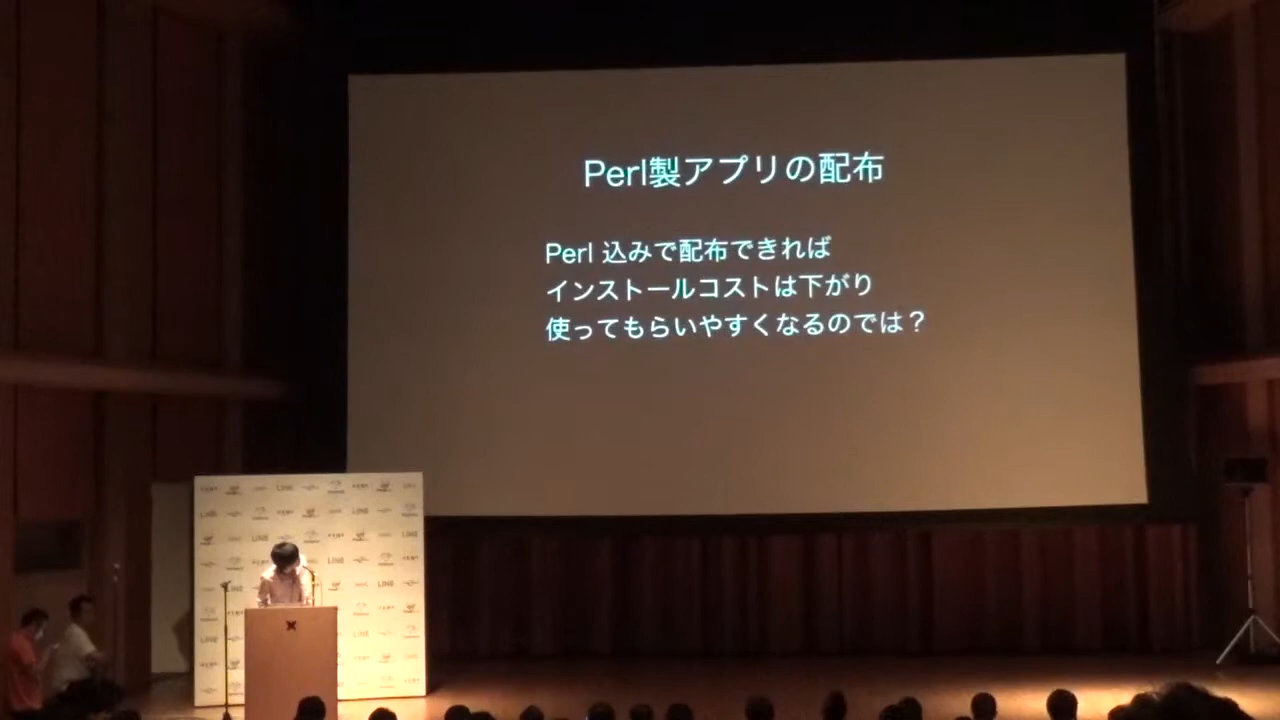 Perl製アプリの配布
Perl 込みで配布できれば
インストールコストは下がり
使ってもらいやすくなるのでは？
LINE